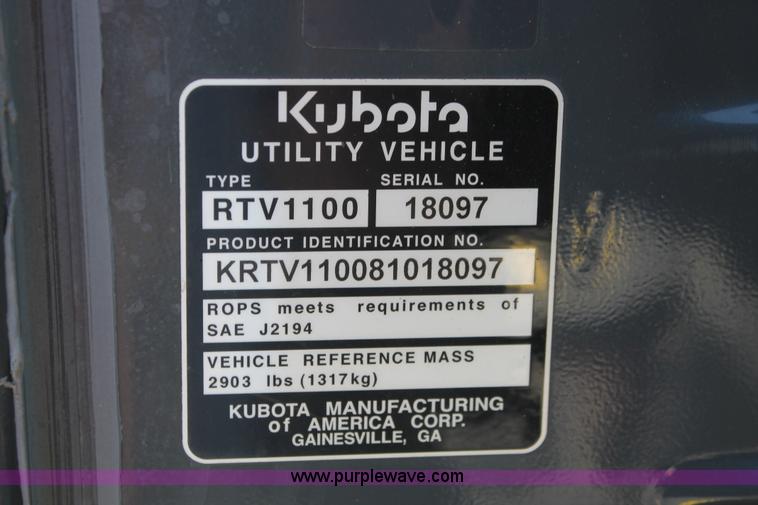 Kubota
UTILITY VEHICLE
TYPE SERIAL NO.
RTV1100 18097
PRODUCT IDENTIFICATION NO.
KRTV110081018097
ROPS meets requirements of
SAE J2194
VEHICLE REFERENCE MASS
2903 lbs (1317kg)
KUBOTA MANUFACTURING
of AMERICA CORP.
GAINESVILLE, GA
www.purplewave.com